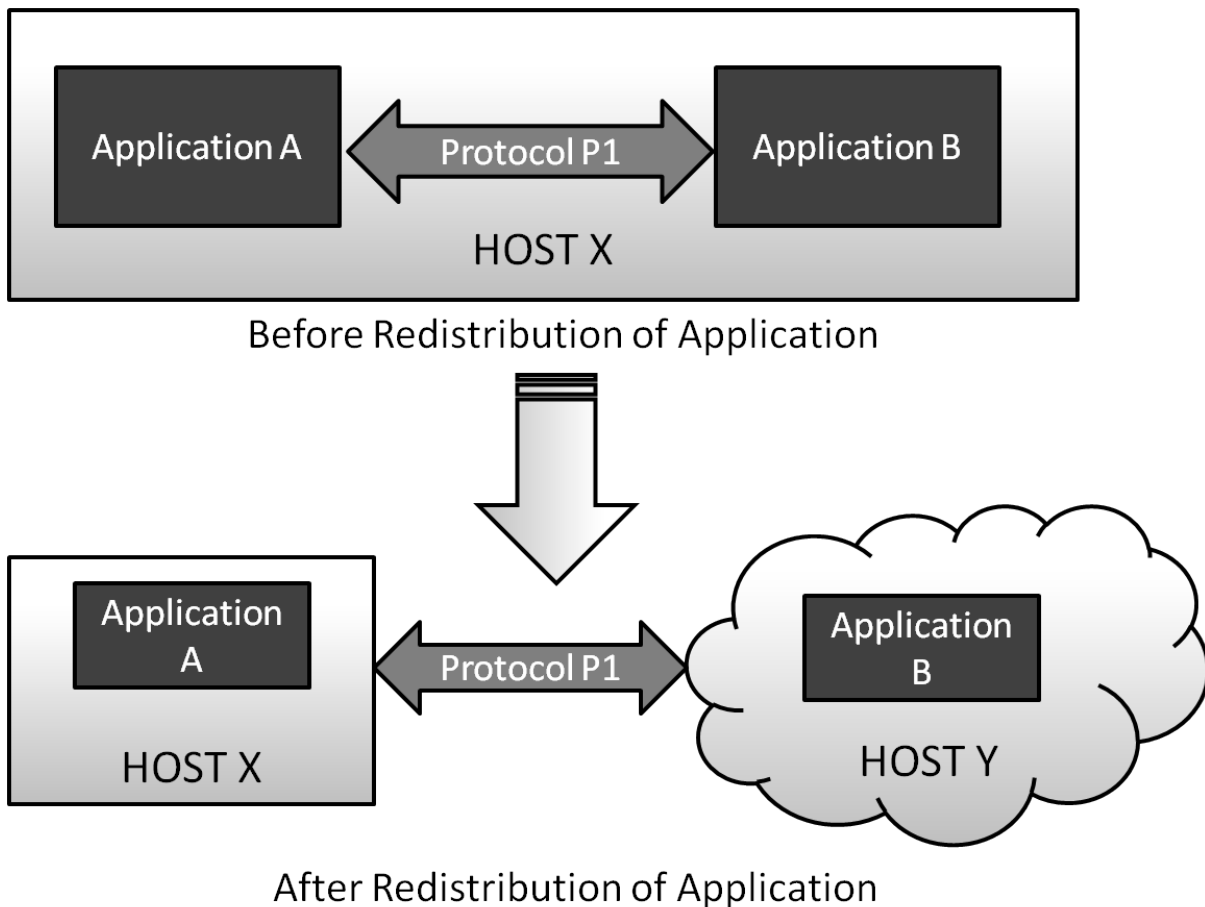 Application A
Protocol P1
Application B
HOST X
Before Redistribution of Application
Application
A
HOST X
Protocol P1
Application
B
HOST Y
After Redistribution of Application